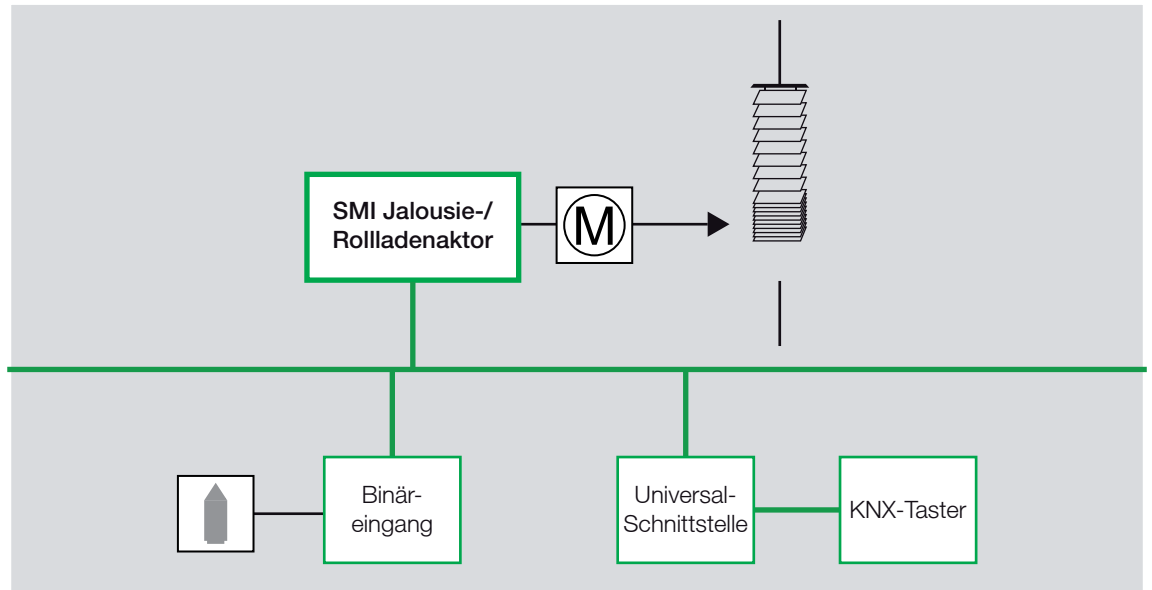 SMI Jalousie-/
Rollladenaktor
M
Binär-
eingang
Universal-
Schnittstelle
KNX-Taster